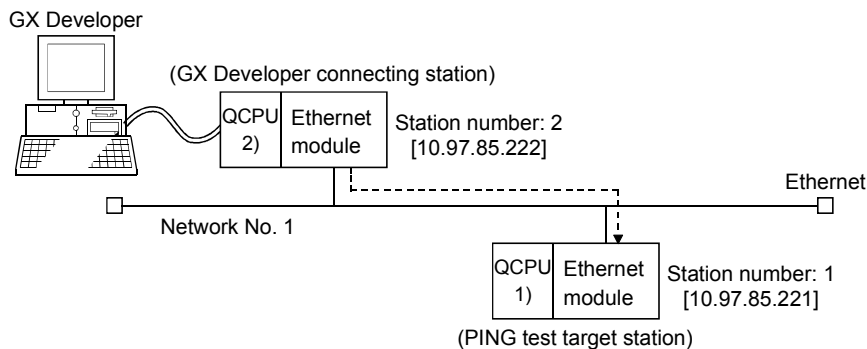 GX Developer
(GX Developer connecting station)
QCPU
2)
Ethernet
module
Station number: 2
[10.97.85.222]
Ethernet
Network No. 1
QCPU
1)
Ethernet
module
Station number: 1
[10.97.85.221]
(PING test target station)